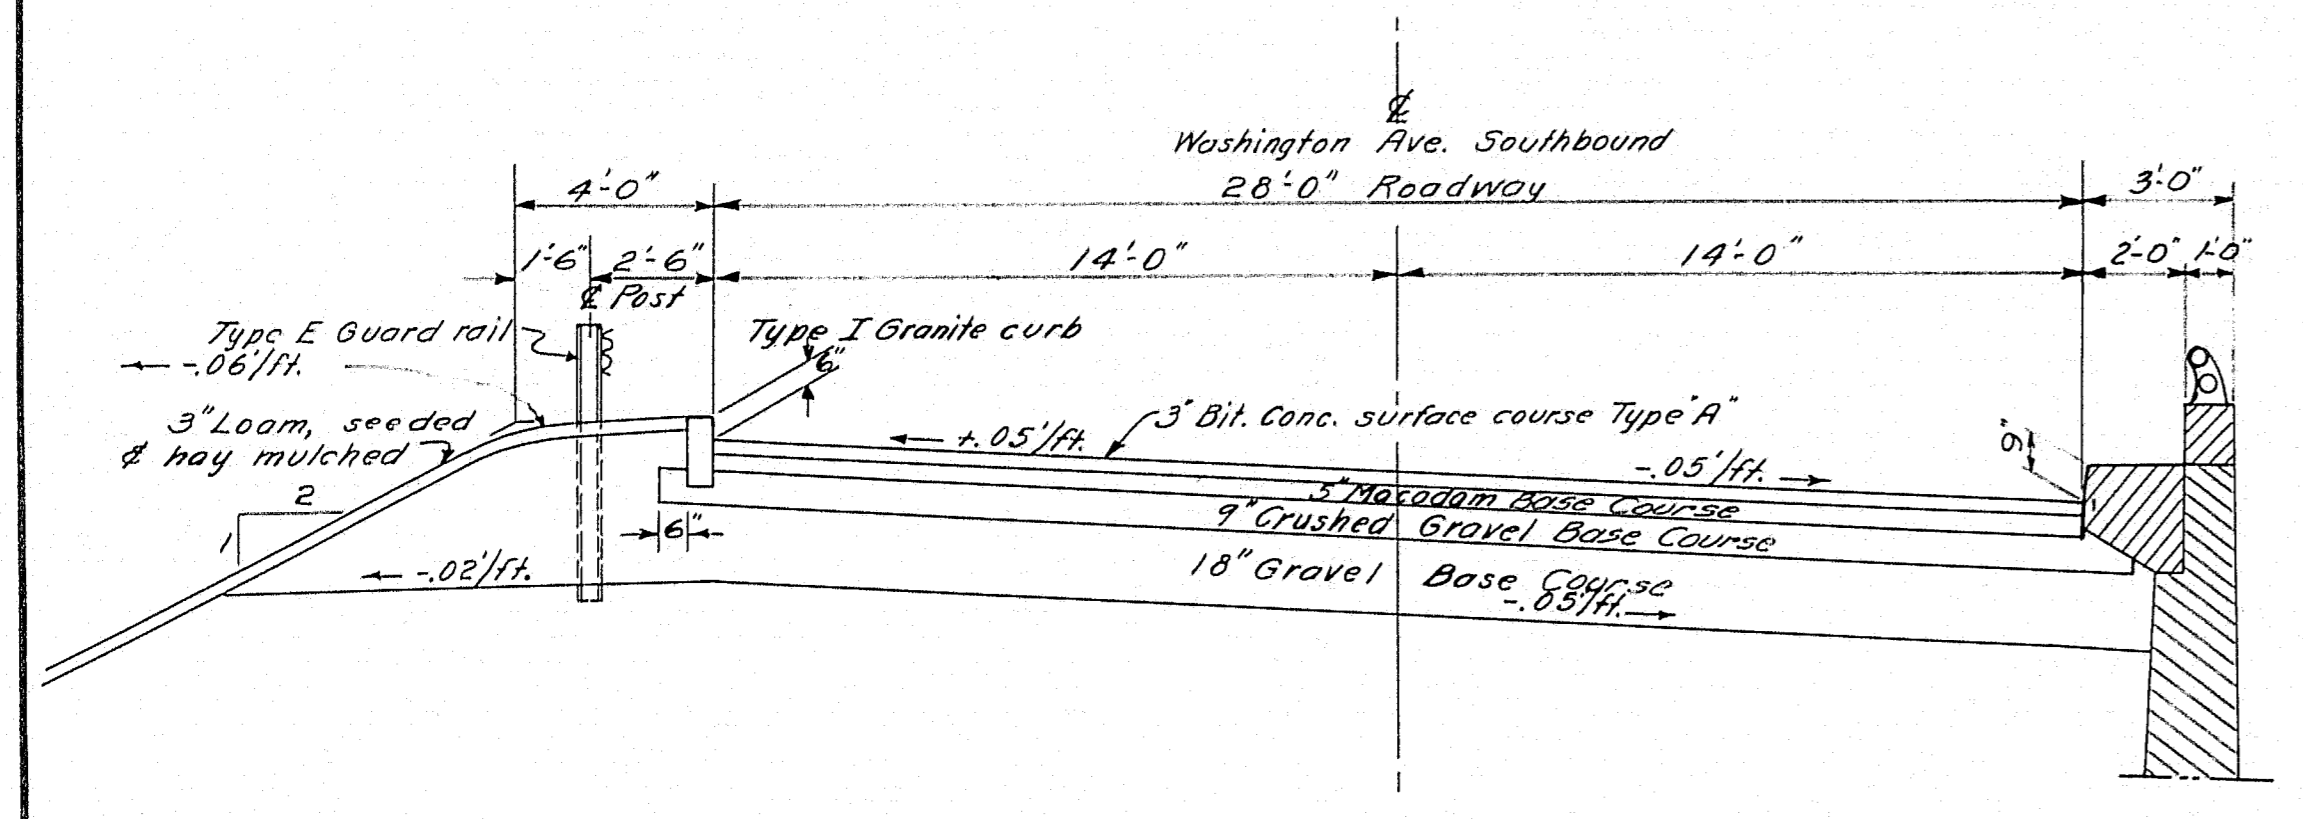 ℄
Washington Ave. Southbound
28'-0" Roadway
4'-0"
3'-0"
1'-6"
2'-6"
14'-0"
14'-0"
2'-0"
1'-0"
℄ Post
Type E Guard rail
Type I Granite curb
6"
-.06'/ft.
3" Loam, seeded
& hay mulched
3" Bit. Conc. surface course Type "A"
+.05'/ft.
-.05'/ft.
2
1
5" Macadam Base Course
9" Crushed Gravel Base Course
6"
18" Gravel Base Course
-.02'/ft.
-.05'/ft.